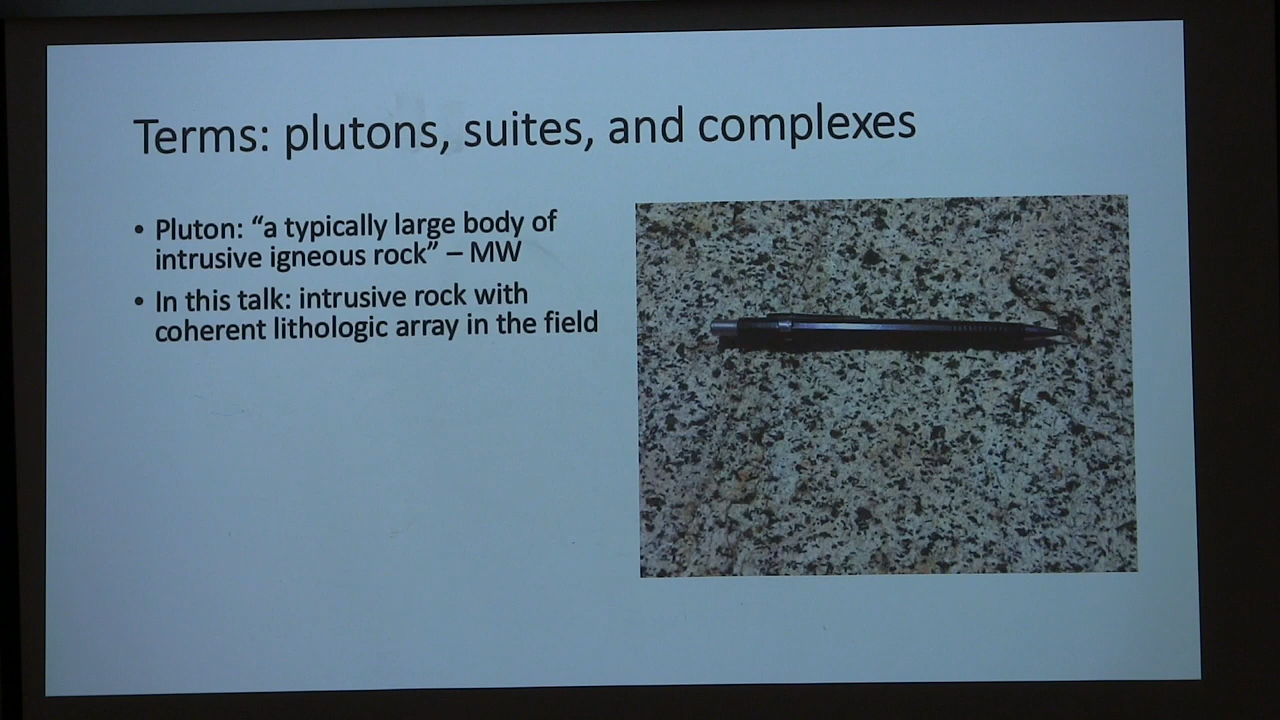 Terms: plutons, suites, and complexes
• Pluton: “a typically large body of
intrusive igneous rock” – MW
• In this talk: intrusive rock with
coherent lithologic array in the field